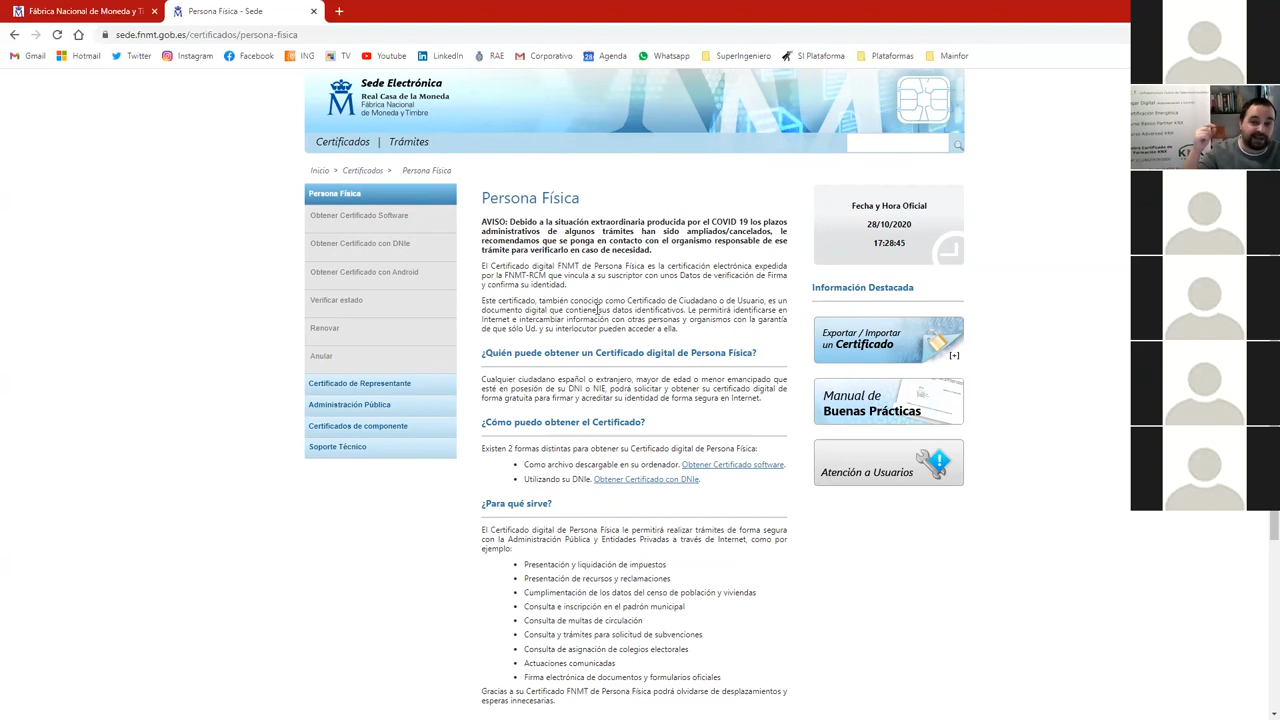 Fábrica Nacional de Moneda y Ti
Persona Física - Sede
sede.fnmt.gob.es/certificados/persona-fisica
Gmail
Hotmail
Twitter
Instagram
Facebook
ING
TV
Youtube
LinkedIn
RAE
Corporativo
Agenda
Whatsapp
SuperIngeniero
SI Plataforma
Plataformas
Mainfor
Sede Electrónica
Real Casa de la Moneda
Fábrica Nacional
de Moneda y Timbre
Certificados | Trámites
Inicio > Certificados > Persona Física
Persona Física
Obtener Certificado Software
Obtener Certificado con DNIe
Obtener Certificado con Android
Verificar estado
Renovar
Anular
Certificado de Representante
Administración Pública
Certificados de componente
Soporte Técnico
Persona Física
AVISO: Debido a la situación extraordinaria producida por el COVID 19 los plazos
administrativos de algunos trámites han sido ampliados/cancelados, le
recomendamos que se ponga en contacto con el organismo responsable de ese
trámite para verificarlo en caso de necesidad.
El Certificado digital FNMT de Persona Física es la certificación electrónica expedida
por la FNMT-RCM que vincula a su suscriptor con unos Datos de verificación de Firma
y confirma su identidad.
Este certificado, también conocido como Certificado de Ciudadano o de Usuario, es un
documento digital que contiene sus datos identificativos. Le permitirá identificarse en
Internet e intercambiar información con otras personas y organismos con la garantía
de que sólo Ud. y su interlocutor pueden acceder a ella.
¿Quién puede obtener un Certificado digital de Persona Física?
Cualquier ciudadano español o extranjero, mayor de edad o menor emancipado que
esté en posesión de su DNI o NIE, podrá solicitar y obtener su certificado digital de
forma gratuita para firmar y acreditar su identidad de forma segura en Internet.
¿Cómo puedo obtener el Certificado?
Existen 2 formas distintas para obtener su Certificado digital de Persona Física:
• Como archivo descargable en su ordenador. Obtener Certificado software.
• Utilizando su DNIe. Obtener Certificado con DNIe.
¿Para qué sirve?
El Certificado digital de Persona Física le permitirá realizar trámites de forma segura
con la Administración Pública y Entidades Privadas a través de Internet, como por
ejemplo:
• Presentación y liquidación de impuestos
• Presentación de recursos y reclamaciones
• Cumplimentación de los datos del censo de población y viviendas
• Consulta e inscripción en el padrón municipal
• Consulta de multas de circulación
• Consulta y trámites para solicitud de subvenciones
• Consulta de asignación de colegios electorales
• Actuaciones comunicadas
• Firma electrónica de documentos y formularios oficiales
Gracias a su Certificado FNMT de Persona Física podrá olvidarse de desplazamientos y
esperas innecesarias.
Fecha y Hora Oficial
28/10/2020
17:28:45
Información Destacada
Exportar / Importar
un Certificado
[+]
Manual de
Buenas Prácticas
Atención a Usuarios